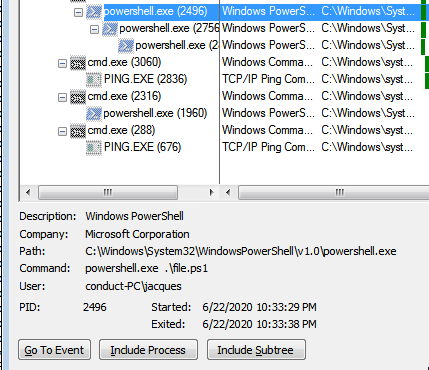 powershell.exe (2496) Windows PowerS... C:\Windows\Syst...
powershell.exe (2756 Windows PowerS... C:\Windows\Syst...
powershell.exe (2 Windows PowerS... C:\Windows\Syst...
cmd.exe (3060) Windows Comma... C:\Windows\syst...
PING.EXE (2836) TCP/IP Ping Com... C:\Windows\syst...
cmd.exe (2316) Windows Comma... C:\Windows\syst...
powershell.exe (1960) Windows PowerS... C:\Windows\Syst...
cmd.exe (288) Windows Comma... C:\Windows\syst...
PING.EXE (676) TCP/IP Ping Com... C:\Windows\syst...
Description: Windows PowerShell
Company: Microsoft Corporation
Path: C:\Windows\System32\WindowsPowerShell\v1.0\powershell.exe
Command: powershell.exe .\file.ps1
User: conduct-PC\jacques
PID: 2496 Started: 6/22/2020 10:33:29 PM
Exited: 6/22/2020 10:33:38 PM
Go To Event Include Process Include Subtree